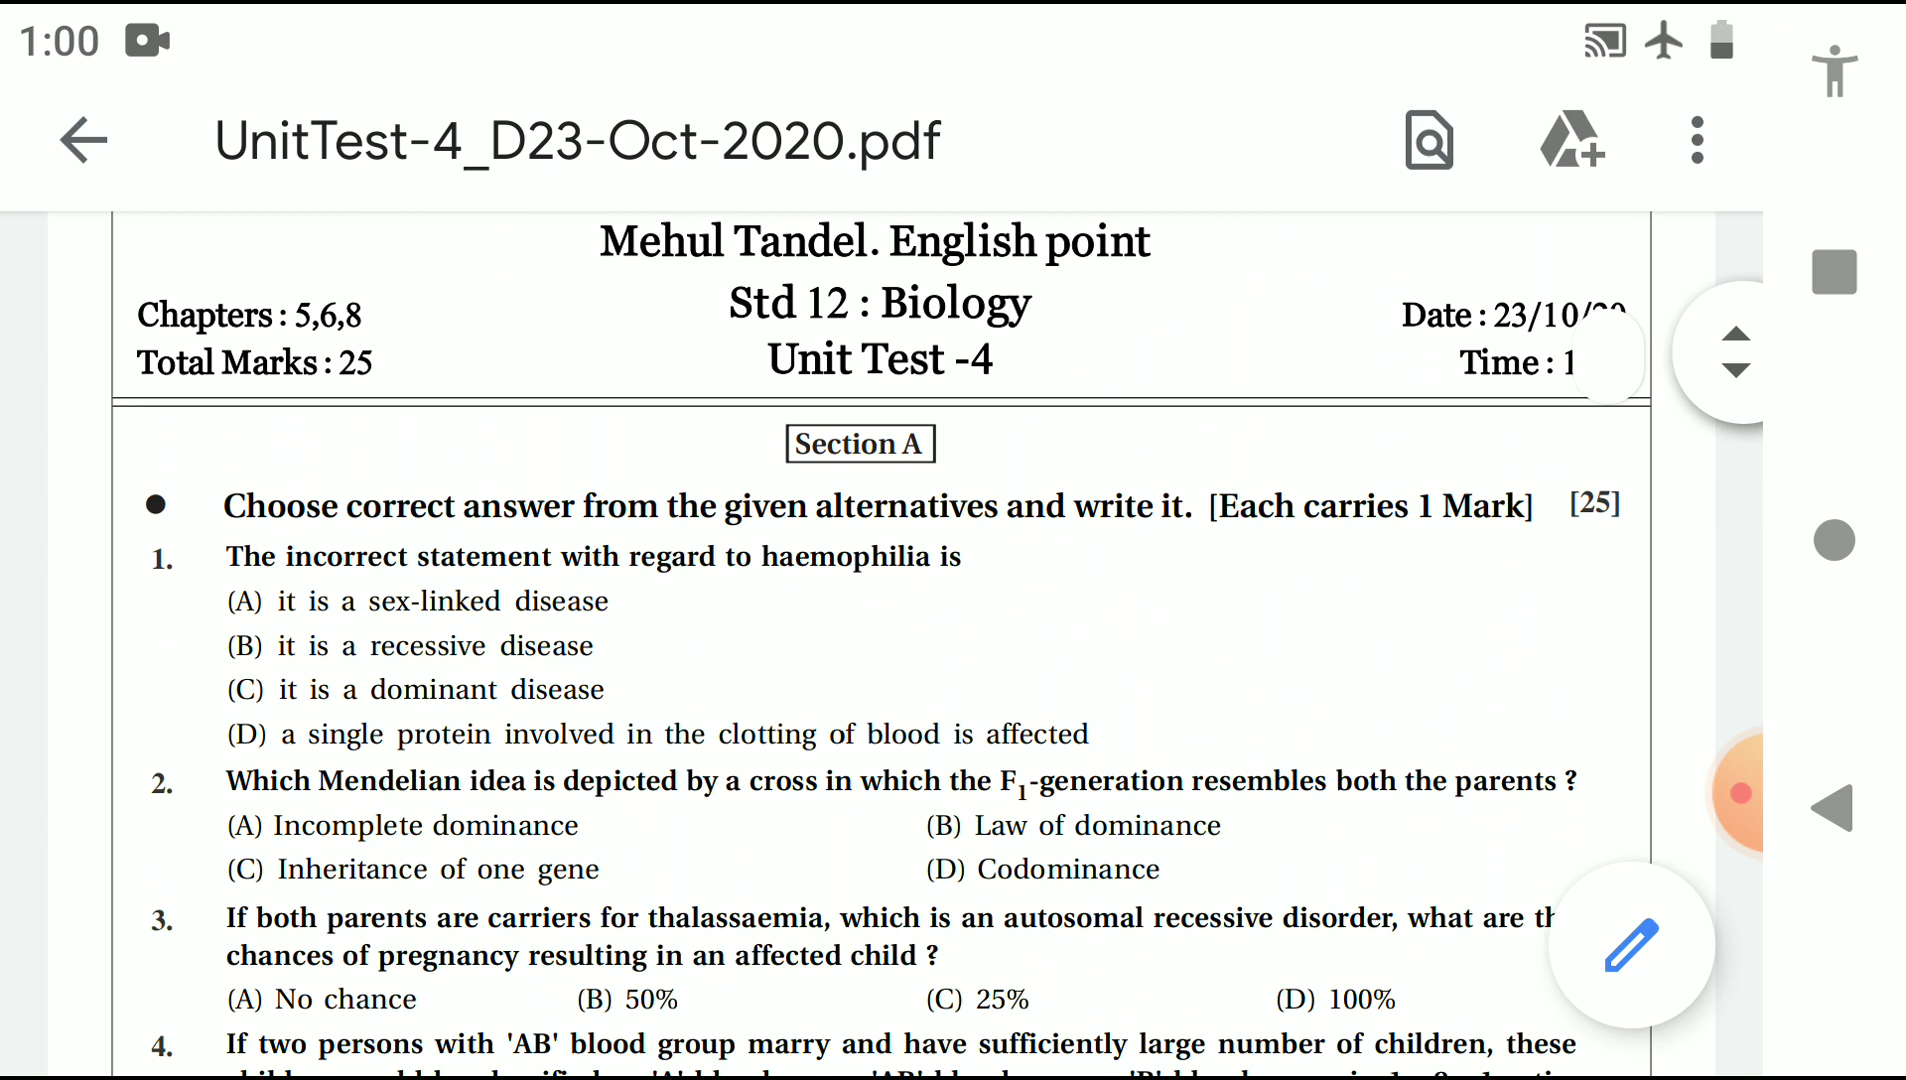 1:00
UnitTest-4_D23-Oct-2020.pdf
Mehul Tandel. English point
Std 12 : Biology
Chapters : 5,6,8
Date : 23/10/
Total Marks : 25
Unit Test -4
Time : 1
Section A
● Choose correct answer from the given alternatives and write it. [Each carries 1 Mark] [25]
1. The incorrect statement with regard to haemophilia is
(A) it is a sex-linked disease
(B) it is a recessive disease
(C) it is a dominant disease
(D) a single protein involved in the clotting of blood is affected
2. Which Mendelian idea is depicted by a cross in which the F1-generation resembles both the parents ?
(A) Incomplete dominance (B) Law of dominance
(C) Inheritance of one gene (D) Codominance
3. If both parents are carriers for thalassaemia, which is an autosomal recessive disorder, what are
chances of pregnancy resulting in an affected child ?
(A) No chance (B) 50% (C) 25% (D) 100%
4. If two persons with 'AB' blood group marry and have sufficiently large number of children, these